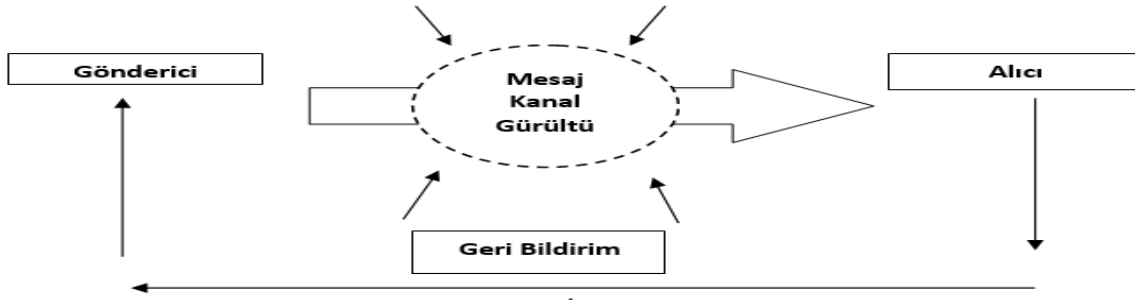 Gönderici
Mesaj
Kanal
Gürültü
Alıcı
Geri Bildirim